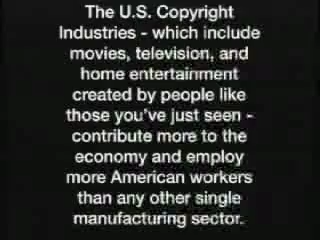 The U.S. Copyright
Industries - which include
movies, television, and
home entertainment
created by people like
those you've just seen -
contribute more to the
economy and employ
more American workers
than any other single
manufacturing sector.